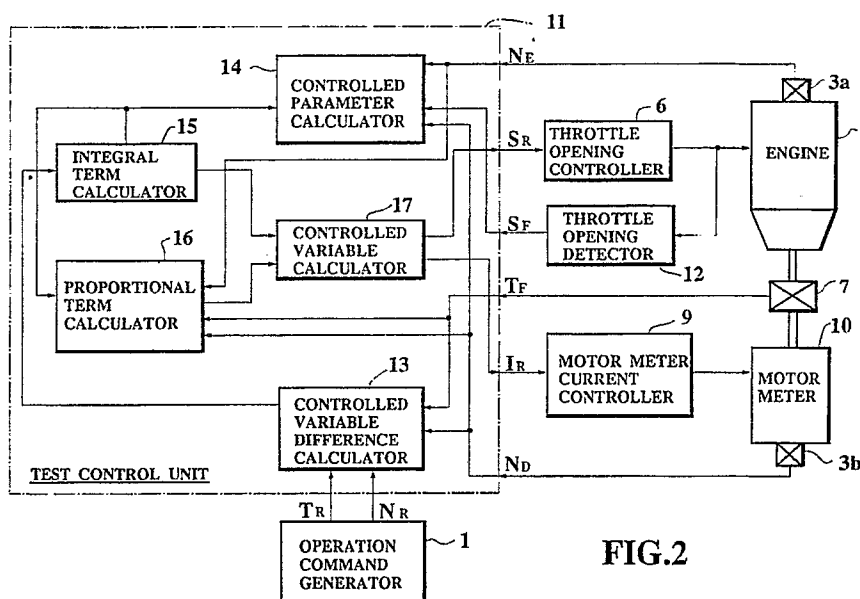 11
14
CONTROLLED
PARAMETER
CALCULATOR
NE
3a
15
INTEGRAL
TERM
CALCULATOR
SR
6
THROTTLE
OPENING
CONTROLLER
ENGINE
17
CONTROLLED
VARIABLE
CALCULATOR
SF
THROTTLE
OPENING
DETECTOR
12
16
PROPORTIONAL
TERM
CALCULATOR
TF
7
9
10
IR
MOTOR METER
CURRENT
CONTROLLER
MOTOR
METER
13
CONTROLLED
VARIABLE
DIFFERENCE
CALCULATOR
TEST CONTROL UNIT
ND
3b
TR
NR
OPERATION
COMMAND
GENERATOR
1
FIG.2